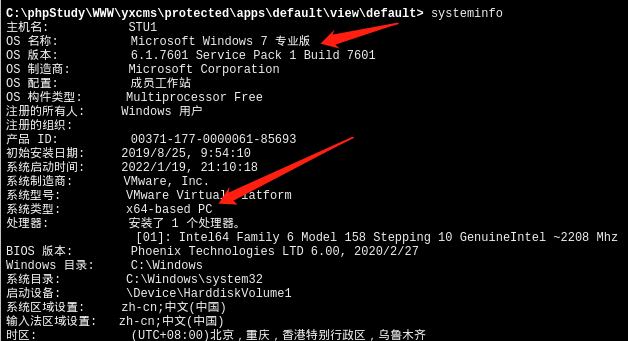 C:\phpStudy\WWW\yxcms\protected\apps\default\view\default> systeminfo
主机名: STU1
OS 名称: Microsoft Windows 7 专业版
OS 版本: 6.1.7601 Service Pack 1 Build 7601
OS 制造商: Microsoft Corporation
OS 配置: 成员工作站
OS 构件类型: Multiprocessor Free
注册的所有人: Windows 用户
注册的组织:
产品 ID: 00371-177-0000061-85693
初始安装日期: 2019/8/25, 9:54:10
系统启动时间: 2022/1/19, 21:10:18
系统制造商: VMware, Inc.
系统型号: VMware Virtual Platform
系统类型: x64-based PC
处理器: 安装了 1 个处理器。
[01]: Intel64 Family 6 Model 158 Stepping 10 GenuineIntel ~2208 Mhz
BIOS 版本: Phoenix Technologies LTD 6.00, 2020/2/27
Windows 目录: C:\Windows
系统目录: C:\Windows\system32
启动设备: \Device\HarddiskVolume1
系统区域设置: zh-cn;中文(中国)
输入法区域设置: zh-cn;中文(中国)
时区: (UTC+08:00)北京，重庆，香港特别行政区，乌鲁木齐